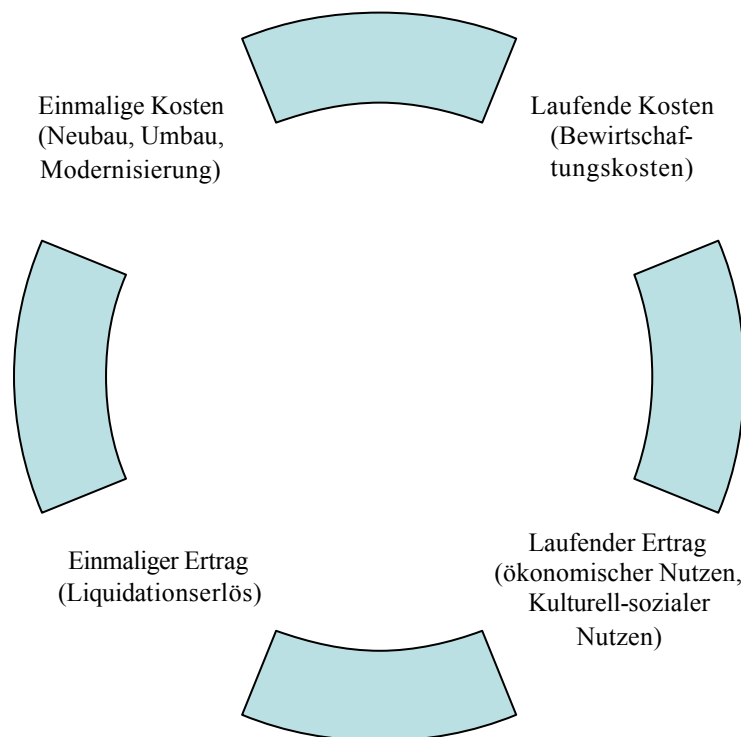 Einmalige Kosten
(Neubau, Umbau,
Modernisierung)
Laufende Kosten
(Bewirtschaf-
tungskosten)
Einmaliger Ertrag
(Liquidationserlös)
Laufender Ertrag
(ökonomischer Nutzen,
Kulturell-sozialer
Nutzen)